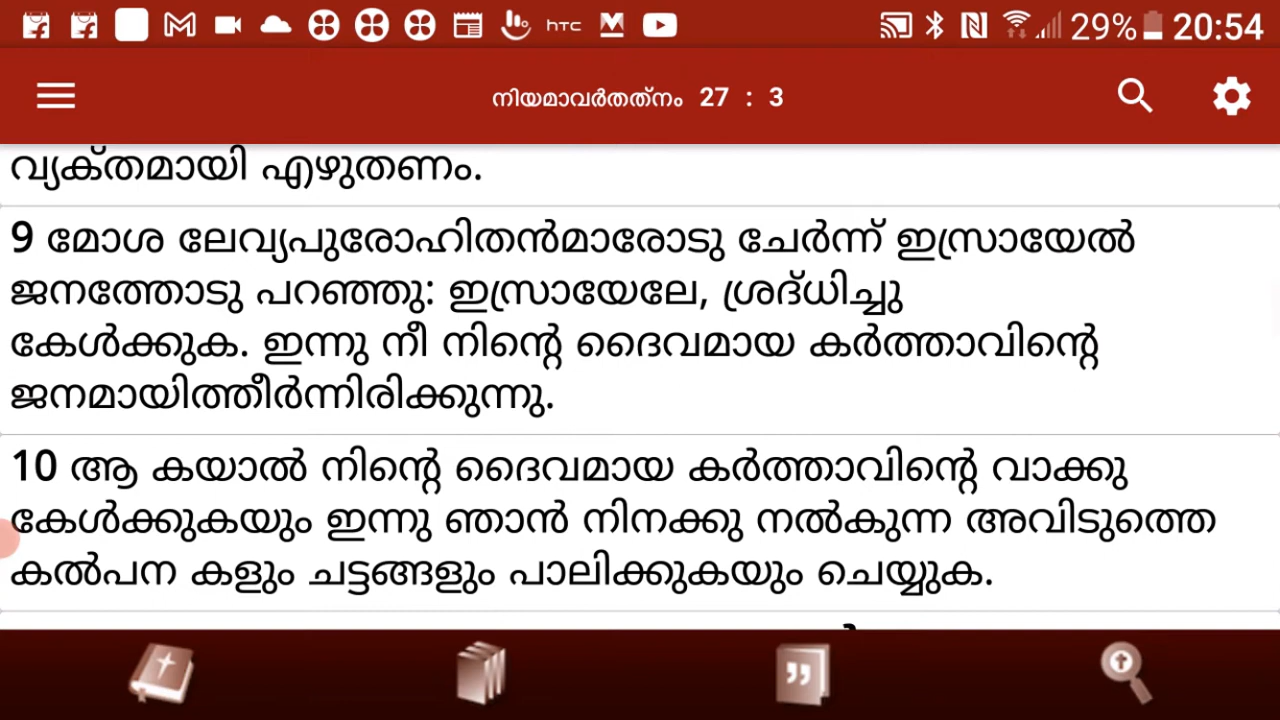 htc 29% 20:54
നിയമാവർതത്‌നം 27 : 3
വ്യക്‌തമായി എഴുതണം.
9 മോശ ലേവ്യപുരോഹിതൻമാരോടു ചേർന്ന് ഇസ്രായേൽ
ജനത്തോടു പറഞ്ഞു: ഇസ്രായേലേ, ശ്രദ്‌ധിച്ചു
കേൾക്കുക. ഇന്നു നീ നിന്റെ ദൈവമായ കർത്താവിന്റെ
ജനമായിത്തീർന്നിരിക്കുന്നു.
10 ആ കയാൽ നിന്റെ ദൈവമായ കർത്താവിന്റെ വാക്കു
കേൾക്കുകയും ഇന്നു ഞാൻ നിനക്കു നൽകുന്ന അവിടുത്തെ
കൽപന കളും ചട്ടങ്ങളും പാലിക്കുകയും ചെയ്യുക.